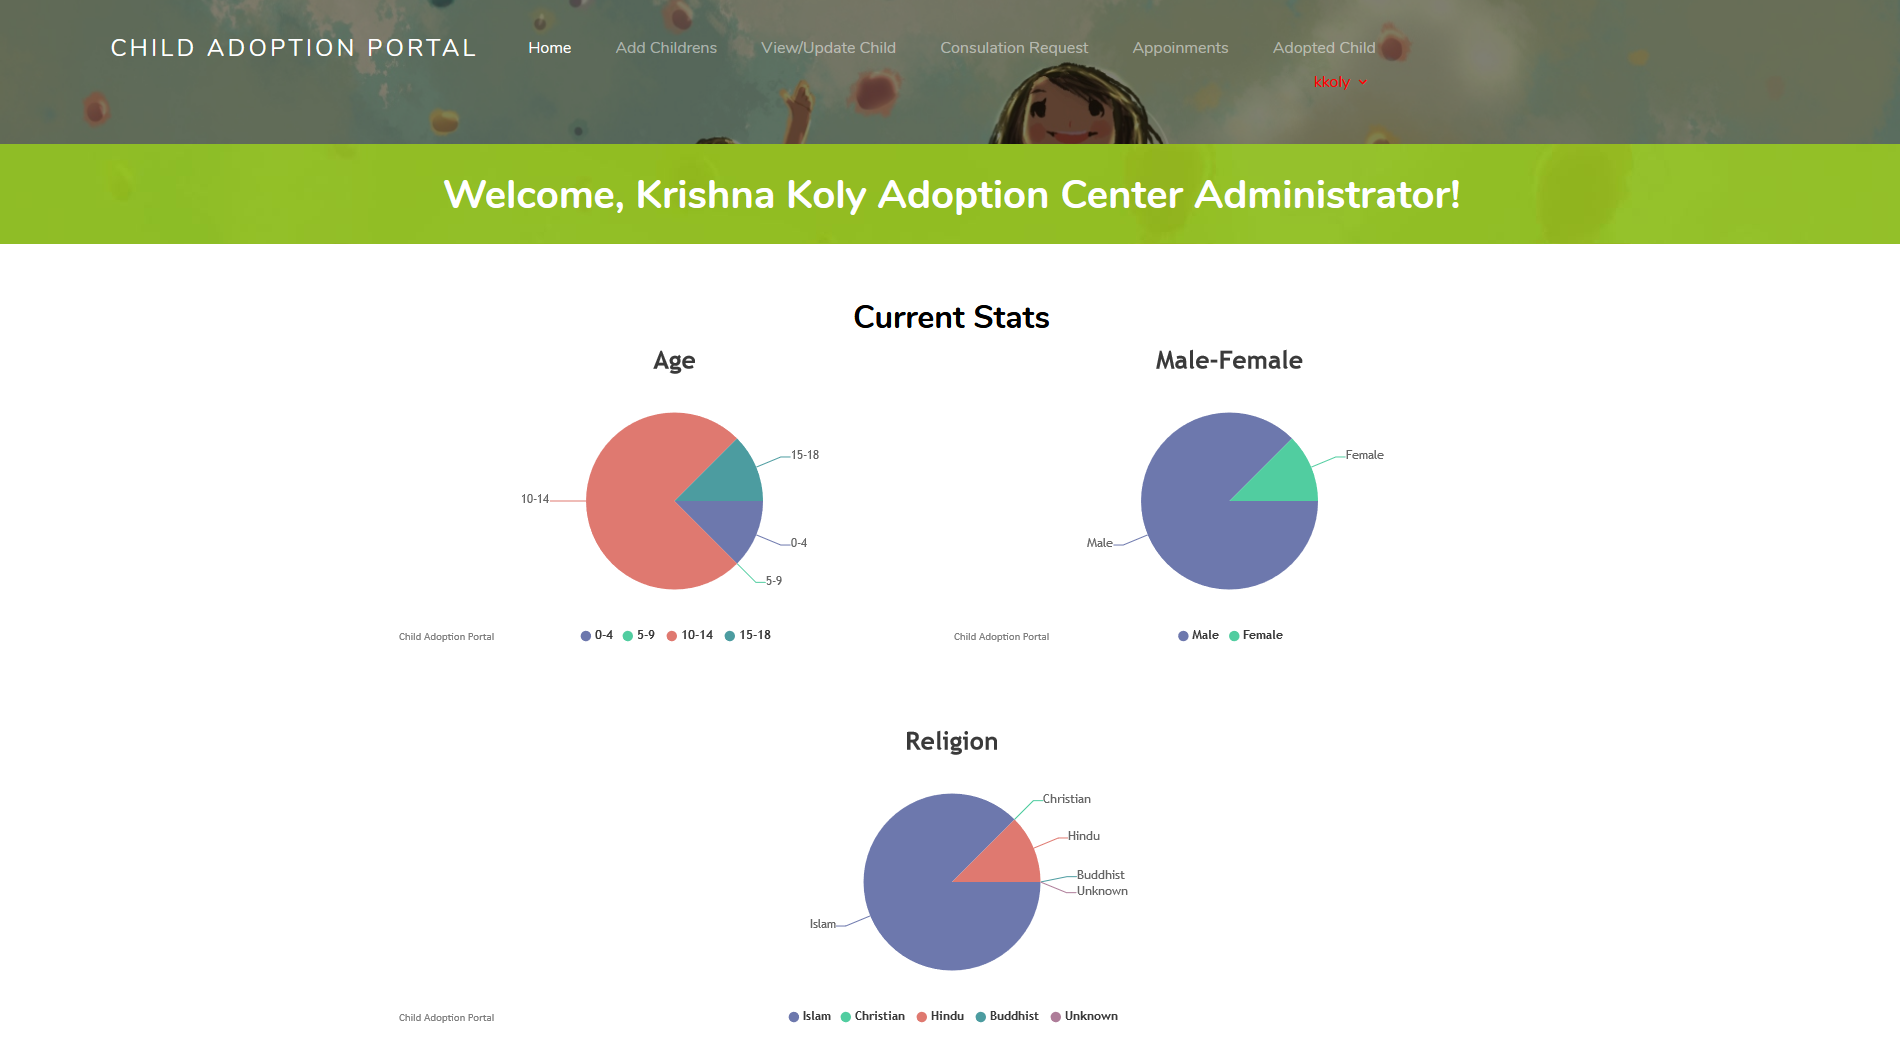 CHILD ADOPTION PORTAL Home Add Childrens View/Update Child Consulation Request Appoinments Adopted Child
kkoly
Welcome, Krishna Koly Adoption Center Administrator!
Current Stats
Age
15-18
10-14
0-4
5-9
Child Adoption Portal
0-4 5-9 10-14 15-18
Male-Female
Female
Male
Child Adoption Portal
Male Female
Religion
Christian
Hindu
Buddhist
Unknown
Islam
Child Adoption Portal
Islam Christian Hindu Buddhist Unknown